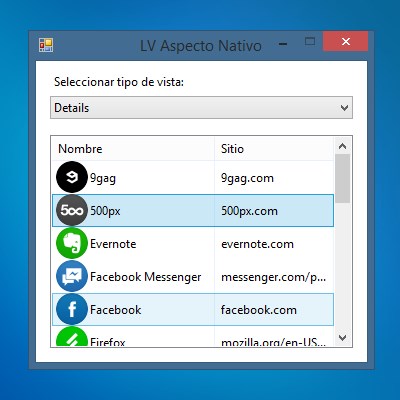 LV Aspecto Nativo
Seleccionar tipo de vista:
Details
Nombre Sitio
9gag 9gag.com
500px 500px.com
Evernote evernote.com
Facebook Messenger messenger.com/p...
Facebook facebook.com
Firefox mozilla.org/en-US...